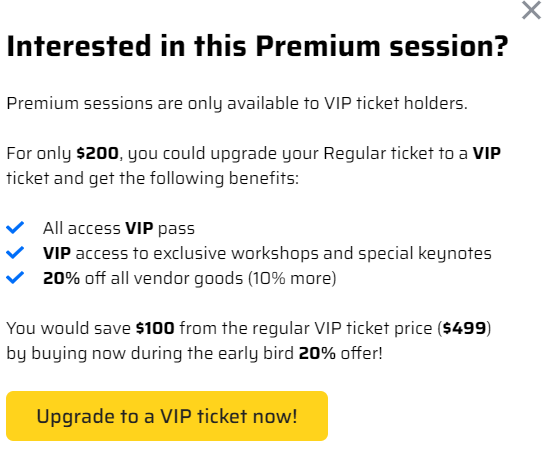 Interested in this Premium session?
Premium sessions are only available to VIP ticket holders.
For only $200, you could upgrade your Regular ticket to a VIP
ticket and get the following benefits:
All access VIP pass
VIP access to exclusive workshops and special keynotes
20% off all vendor goods (10% more)
You would save $100 from the regular VIP ticket price ($499)
by buying now during the early bird 20% offer!
Upgrade to a VIP ticket now!